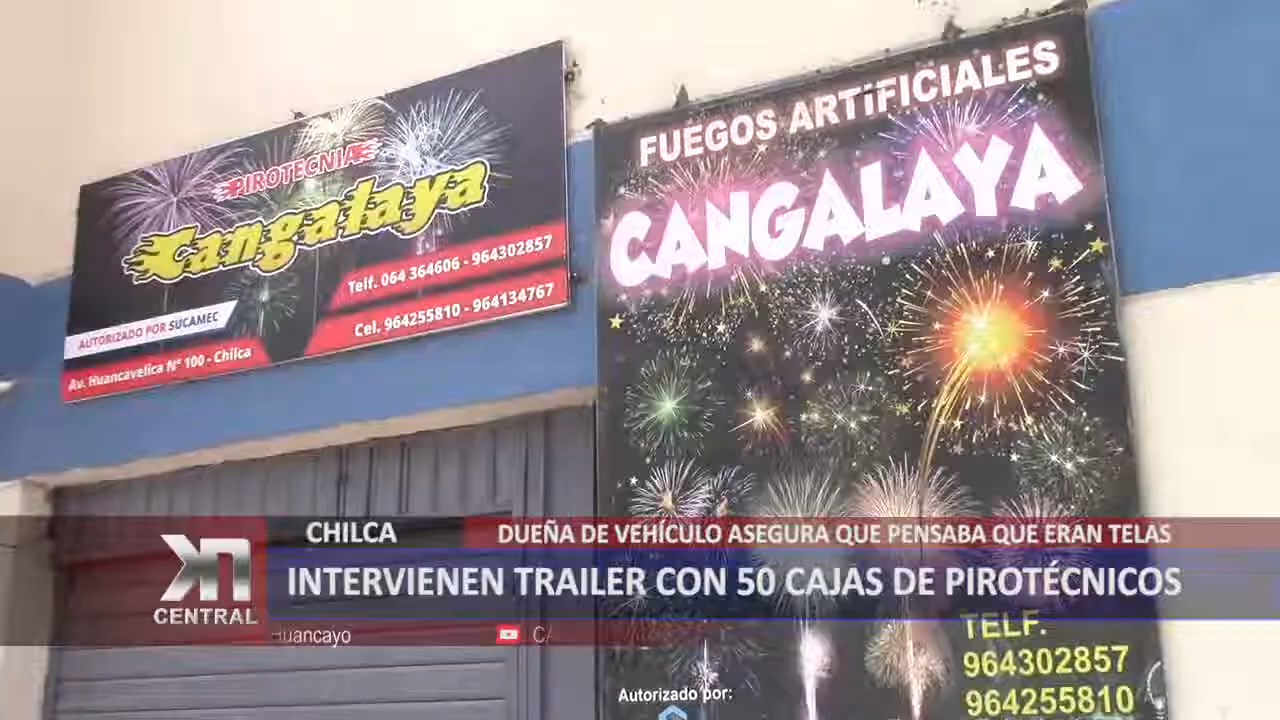 PIROTECNIA
Cangalaya
Telf. 064 364606 - 964302857
Cel. 964255810 - 964134767
AUTORIZADO POR SUCAMEC
Av. Huancavelica N° 100 - Chilca
FUEGOS ARTIFICIALES
CANGALAYA
TELF.
964302857
964255810
Autorizado por:
CHILCA
DUEÑA DE VEHÍCULO ASEGURA QUE PENSABA QUE ERAN TELAS
INTERVIENEN TRAILER CON 50 CAJAS DE PIROTÉCNICOS
CENTRAL